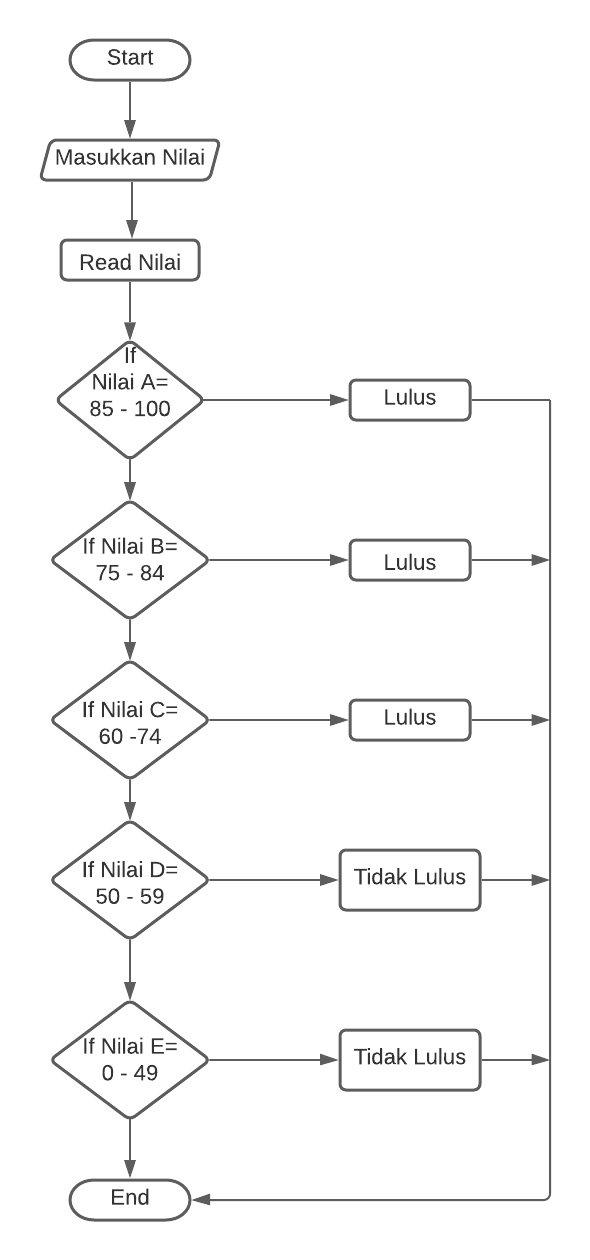 Start
Masukkan Nilai
Read Nilai
If
Nilai A=
85 - 100
Lulus
If Nilai B=
75 - 84
Lulus
If Nilai C=
60 -74
Lulus
If Nilai D=
50 - 59
Tidak Lulus
If Nilai E=
0 - 49
Tidak Lulus
End